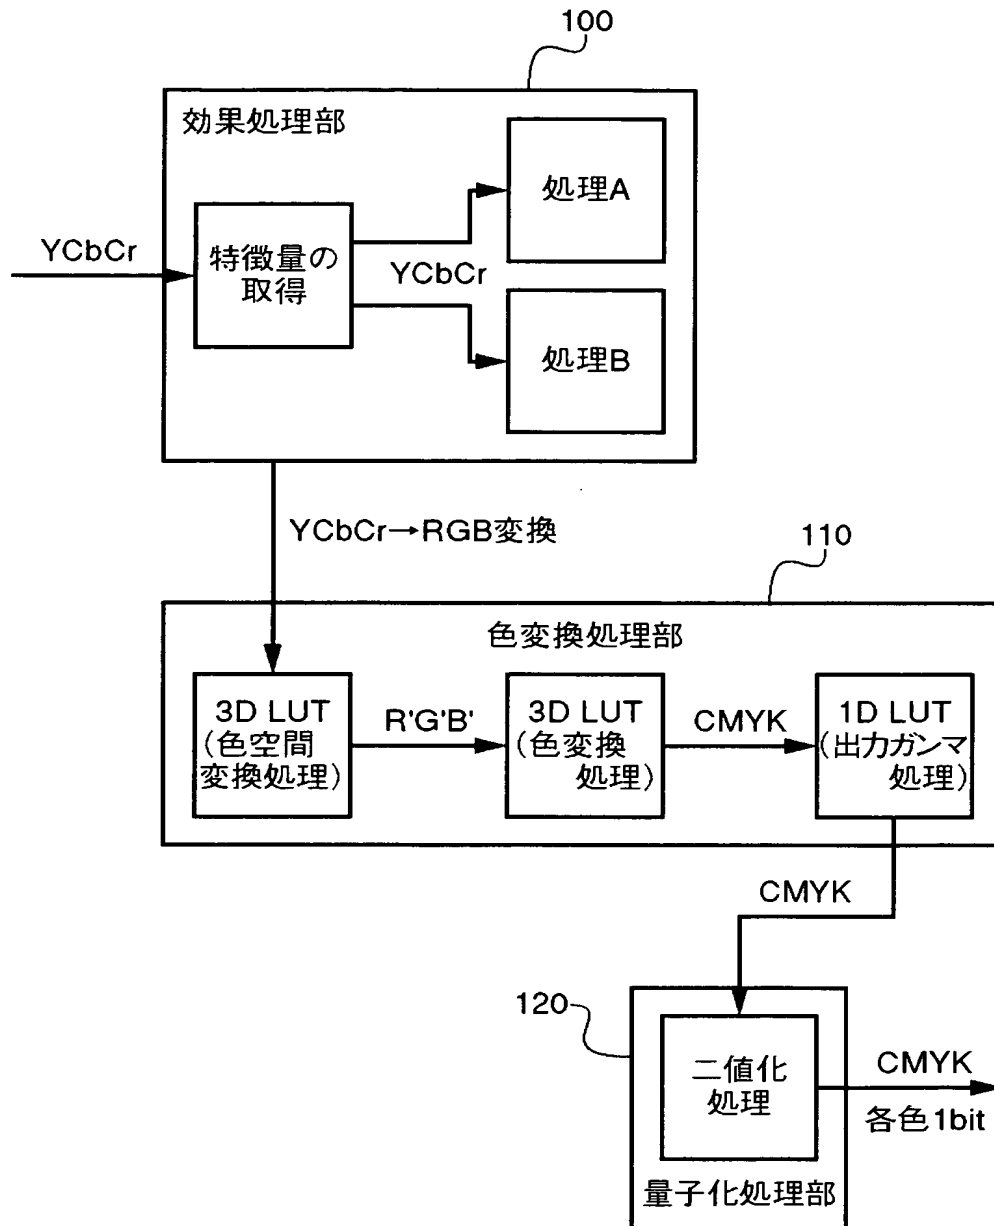 100
効果処理部
処理A
YCbCr
特徴量の
取得
YCbCr
処理B
YCbCr→RGB変換
110
色変換処理部
3D LUT
(色空間
変換処理)
R'G'B'
3D LUT
(色変換
処理)
CMYK
1D LUT
(出力ガンマ
処理)
CMYK
120
二値化
処理
CMYK
各色1bit
量子化処理部